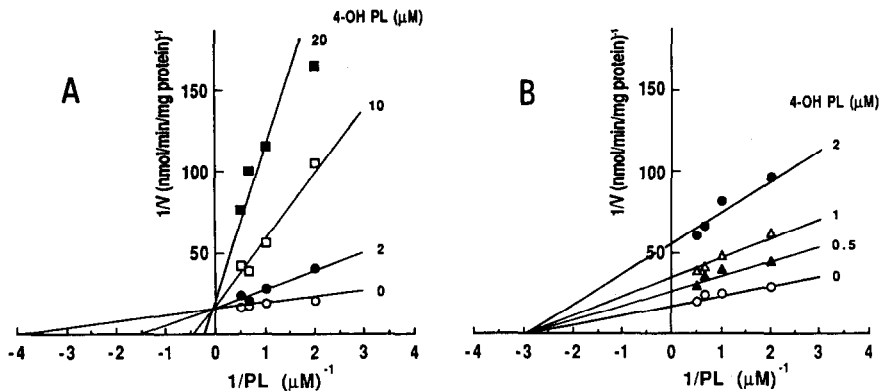 A
4-OH PL (μM)
20
10
2
0
150
100
50
1/V (nmol/min/mg protein)⁻¹
-4 -3 -2 -1 0 1 2 3 4
1/PL (μM)⁻¹
B
4-OH PL (μM)
2
1
0.5
0
150
100
50
1/V (nmol/min/mg protein)⁻¹
-4 -3 -2 -1 0 1 2 3 4
1/PL (μM)⁻¹